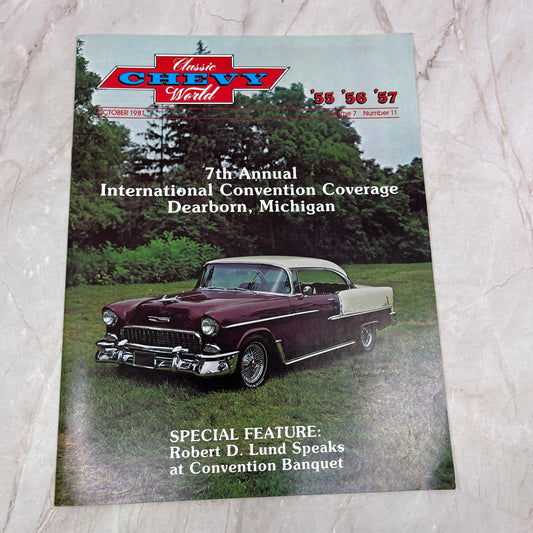 Classic
CHEVY
World
'55 '56 '57
OCTOBER 1981
Volume 7 Number 11
7th Annual
International Convention Coverage
Dearborn, Michigan
SPECIAL FEATURE:
Robert D. Lund Speaks
at Convention Banquet